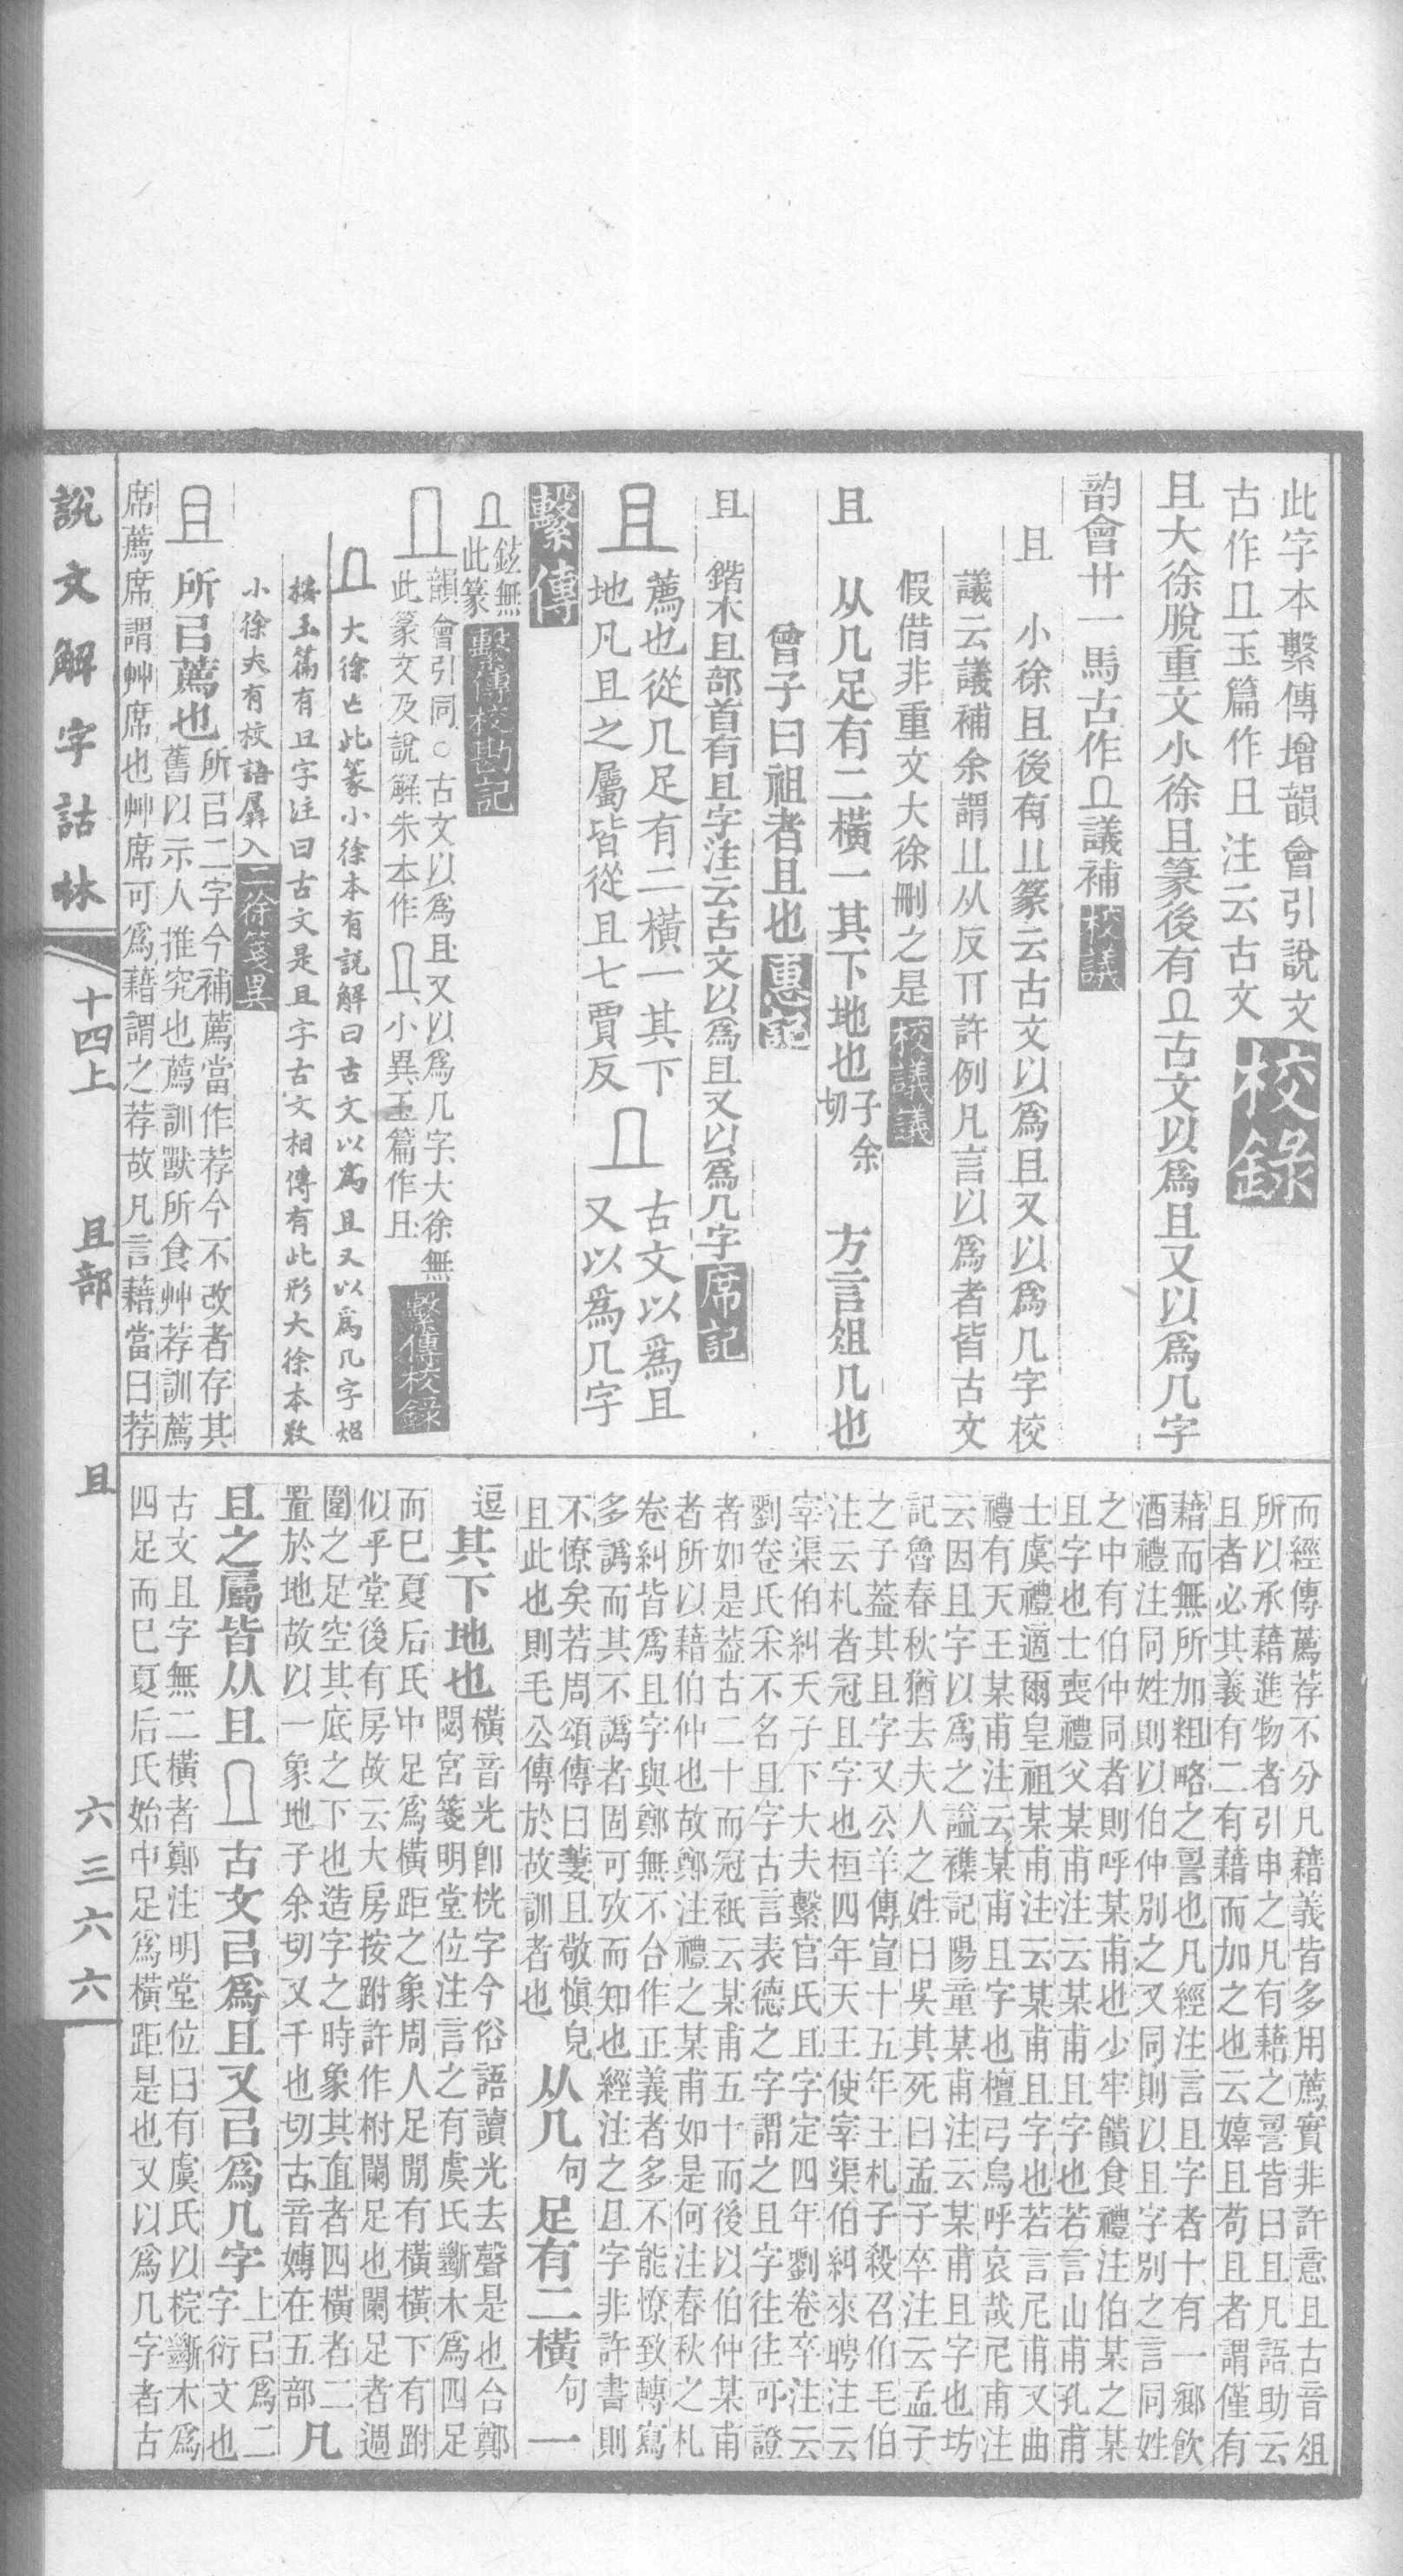 此字本繫傳增韻會引說文
古作𠀃玉篇作𠀇注云古文 校錄
且大徐脫重文小徐且篆後有𠀃古文以爲且又以爲几字
韵會廿一馬古作𠀃議補 校議
且 小徐且後有𠀃篆云古文以爲且又以爲几字校
議云議補余謂𠀃从反丌許例凡言以爲者皆古文
假借非重文大徐刪之是 校議議
且 从几足有二橫一其下地也子余切 方言俎几也
曾子曰祖者且也 惠記
且 鍇本且部首有且字注云古文以爲且又以爲几字 席記
且 薦也從几足有二橫一其下
地凡且之屬皆從且七賈反 𠀃 古文以爲且
又以爲几字
繫傳
𠀃 鉉無此篆 繫傳校勘記
𠀃 韻會引同○古文以爲且又以爲几字大徐無
此篆文及說解朱本作𠀃小異玉篇作𠀇 繫傳校錄
𠀃 大徐亡此篆小徐本有說解曰古文以爲且又以爲几字炤
按玉篇有𠀇字注曰古文是且字古文相傳有此形大徐本敚
小徐夾有校語羼入 二徐箋異
且 所㠯薦也所㠯二字今補薦當作荐今不改者存其
舊以示人推究也薦訓獸所食艸荐訓薦
席薦席謂艸席也艸席可爲藉謂之荐故凡言藉當曰荐
而經傳薦荐不分凡藉義皆多用薦實非許意且古音俎
所以承藉進物者引申之凡有藉之䛐皆曰且凡語助云
且者必其義有二有藉而加之也云嫴且苟且者謂僅有
藉而無所加粗略之䛐也凡經注言且字者十有一鄉飮
酒禮注同姓則以伯仲別之又同則以且字別之言同姓
之中有伯仲同者則呼某甫也少牢饋食禮注伯某之某
且字也士喪禮父某甫注云某甫且字也若言山甫孔甫
士虞禮適爾皇祖某甫注云某甫且字也若言尼甫又曲
禮有天王某甫注云某甫且字也檀弓烏呼哀哉尼甫注
云因且字以爲之謚襍記陽童某甫注云某甫且字也坊
記魯春秋猶去夫人之姓曰吳其死曰孟子卒注云孟子
之子葢其且字又公羊傳宣十五年王札子殺召伯毛伯
注云札者冠且字也桓四年天王使宰渠伯糾來聘注云
宰渠伯糾天子下大夫繫官氏且字定四年劉卷卒注云
劉卷氏采不名且字古言表德之字謂之且字往往可證
者如是葢古二十而冠衹云某甫五十而後以伯仲某甫
者所以藉伯仲也故鄭注禮之某甫如是何注春秋之札
卷糾皆爲且字與鄭無不合作正義者多不能憭致轉寫
多譌而其不譌者固可攷而知也經注之且字非許書則
不憭矣若周頌傳曰萋且敬愼皃 从几句足有二橫句一
且此也則毛公傳於故訓者也
逗其下地也橫音光卽桄字今俗語讀光去聲是也合鄭
閟宮箋明堂位注言之有虞氏斷木爲四足
而已夏后氏中足爲橫距之象周人足閒有橫橫下有跗
似乎堂後有房故云大房按跗許作柎闌足也闌足者週
圍之足空其底之下也造字之時象其直者四橫者二
置於地故以一象地子余切又千也切古音媷在五部凡
且之屬皆从且 𠀃 古文㠯爲且又㠯爲几字上㠯爲二
字衍文也
古文且字無二橫者鄭注明堂位曰有虞氏以梡斷木爲
四足而已夏后氏始中足爲橫距是也又以爲几字者古
說文解字詁林 十四上 且部 且 六三六六